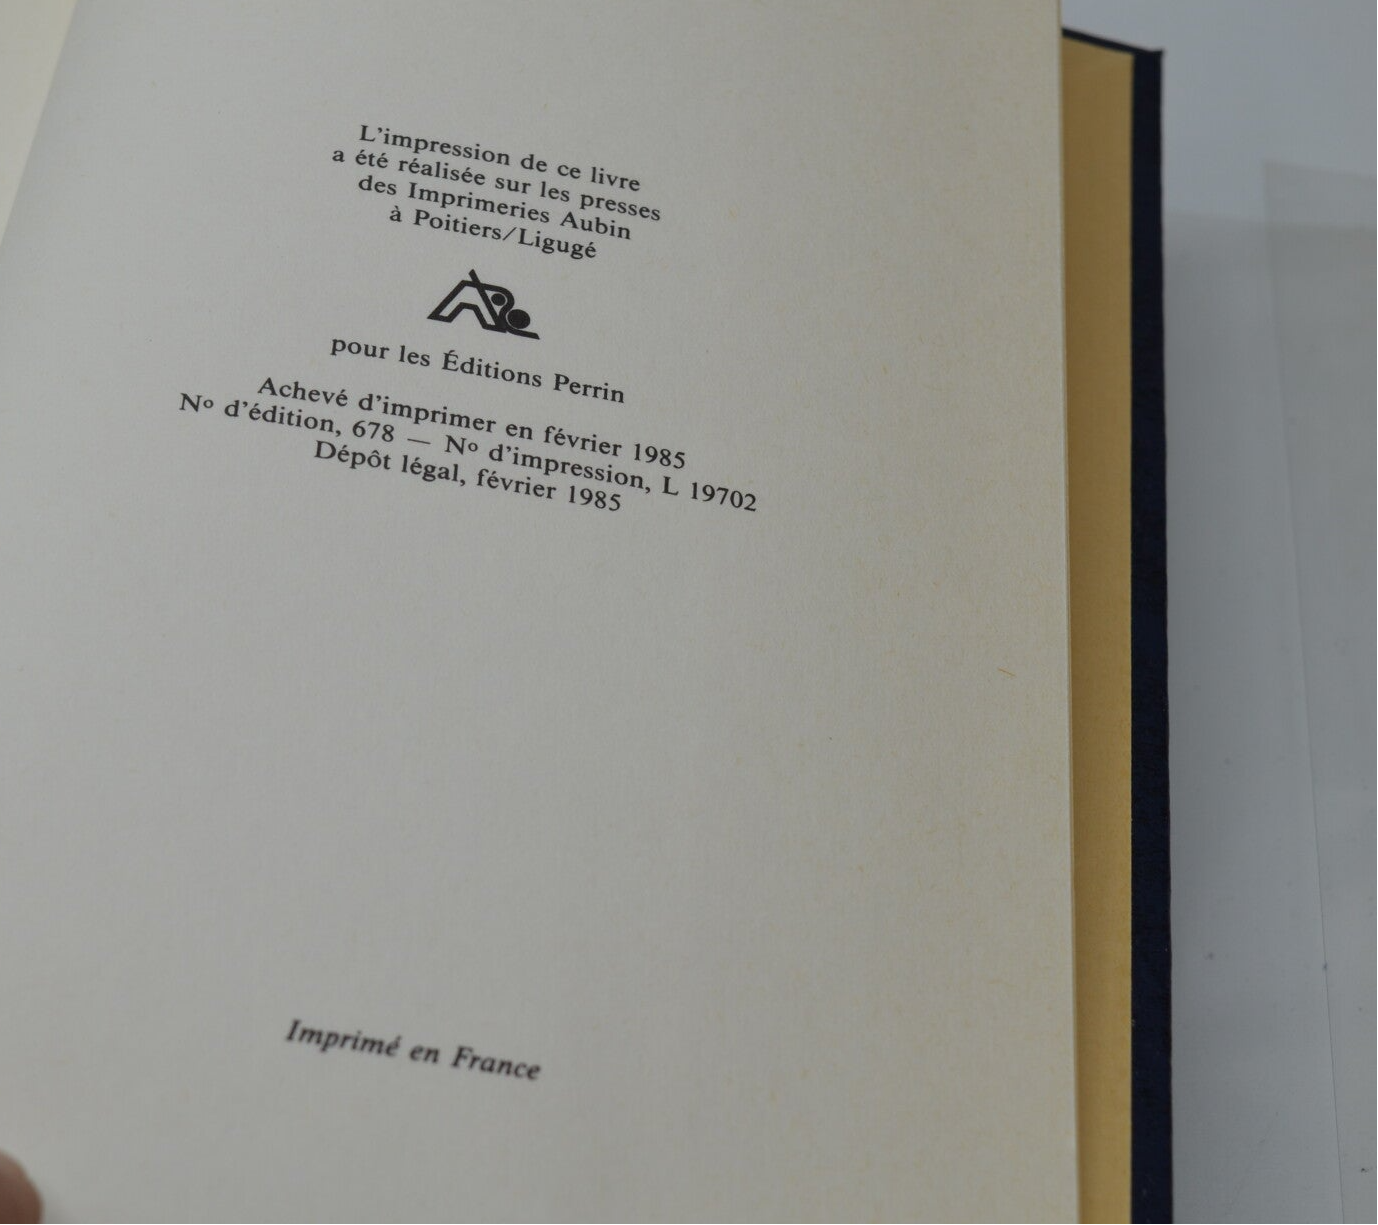 L'impression de ce livre
a été réalisée sur les presses
des Imprimeries Aubin
à Poitiers/Ligugé
pour les Éditions Perrin
Achevé d'imprimer en février 1985
Nº d'édition, 678 — Nº d'impression, L 19702
Dépôt légal, février 1985
Imprimé en France